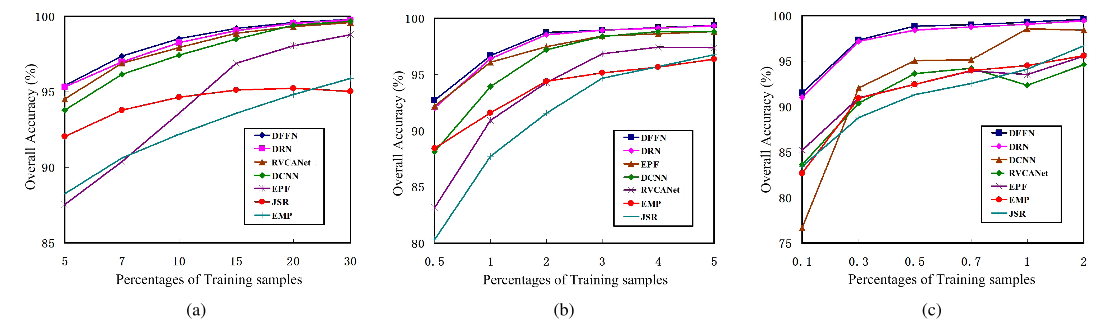 100
95
90
85
Overall Accuracy (%)
5 7 10 15 20 30
Percentages of Training samples
DFFN
DRN
RVCANet
DCNN
EPF
JSR
EMP
(a)
100
95
90
85
80
Overall Accuracy (%)
0.5 1 2 3 4 5
Percentages of Training samples
DFFN
DRN
EPF
DCNN
RVCANet
EMP
JSR
(b)
100
95
90
85
80
75
Overall Accuracy (%)
0.1 0.3 0.5 0.7 1 2
Percentages of Training samples
DFFN
DRN
DCNN
RVCANet
EPF
EMP
JSR
(c)